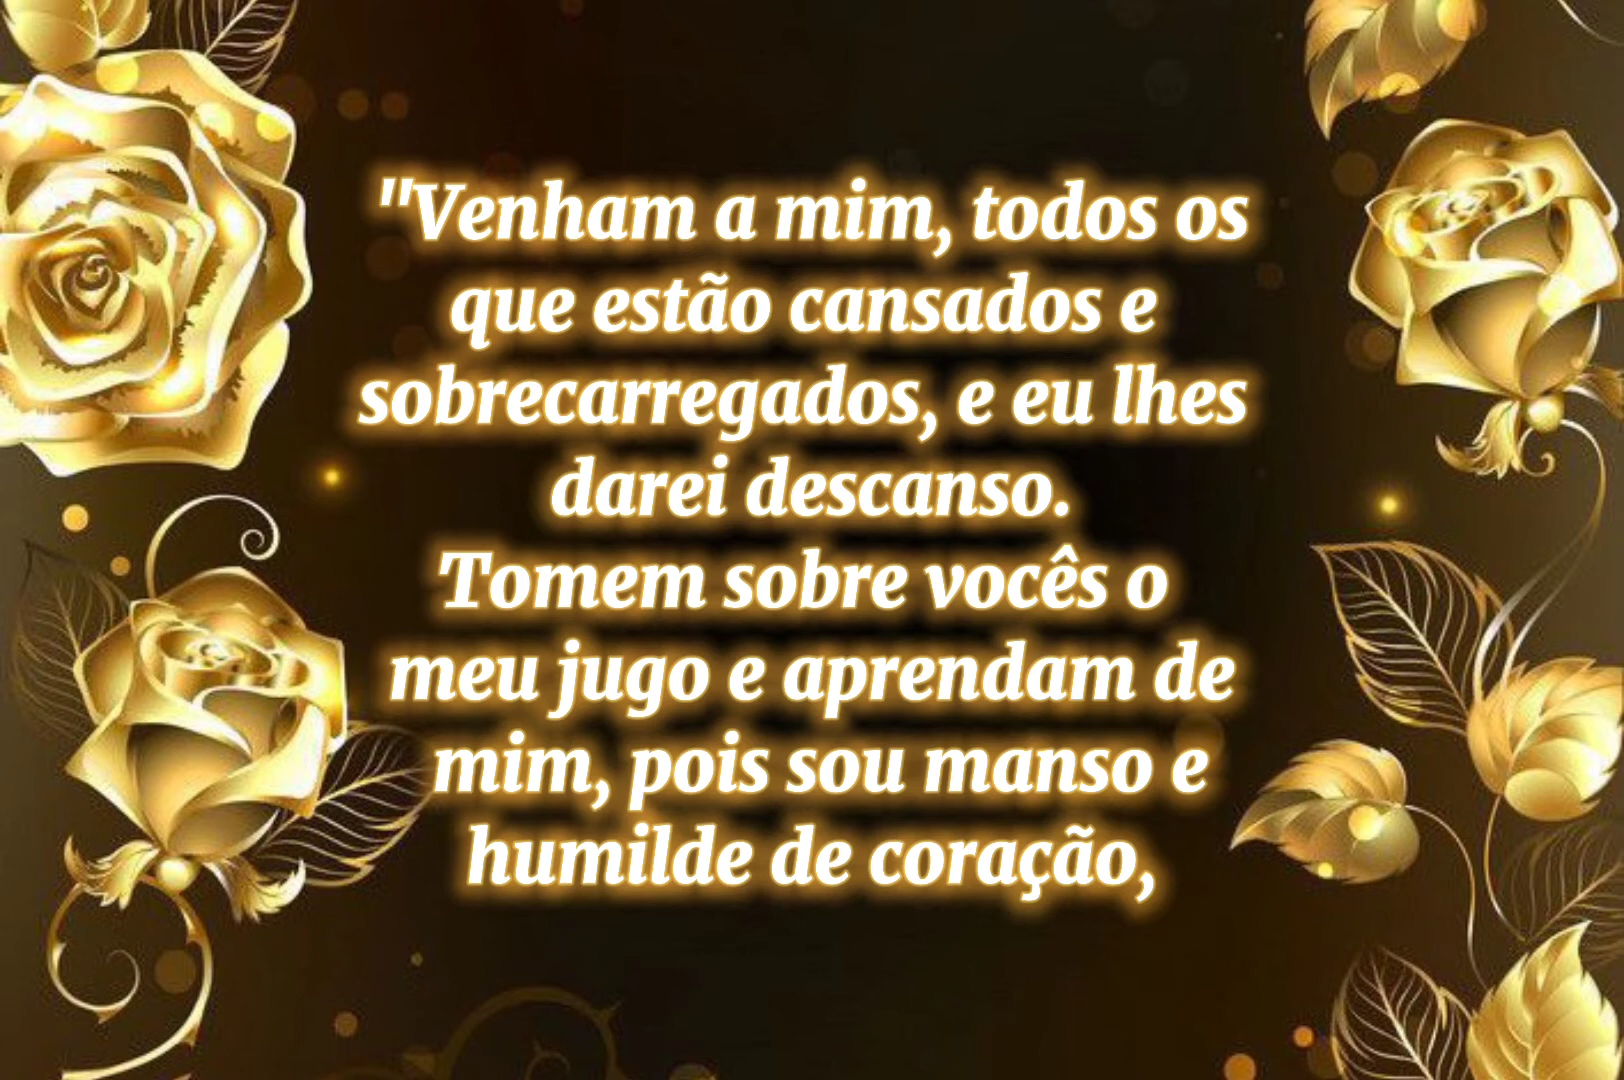 "Venham a mim, todos os
que estão cansados e
sobrecarregados, e eu lhes
darei descanso.
Tomem sobre vocês o
meu jugo e aprendam de
mim, pois sou manso e
humilde de coração,